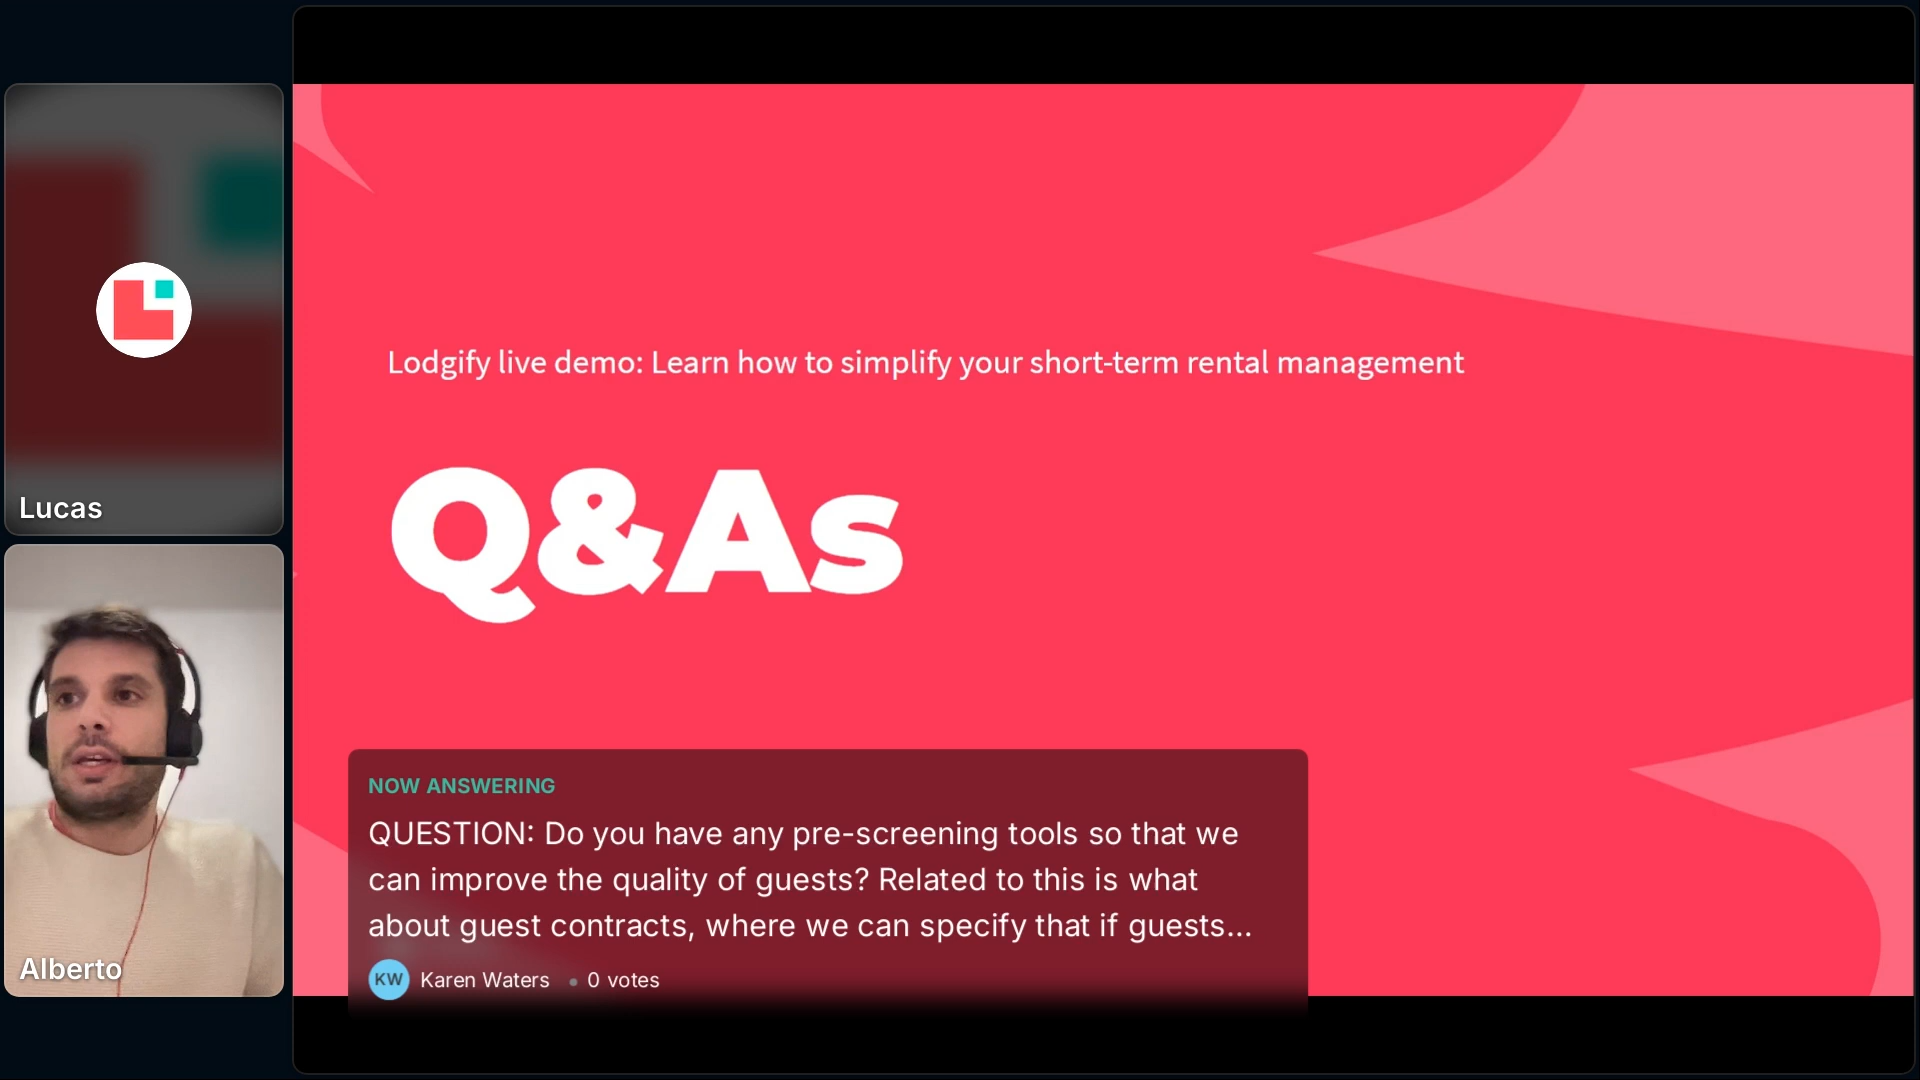 Lucas
Alberto
Lodgify live demo: Learn how to simplify your short-term rental management
Q&As
NOW ANSWERING
QUESTION: Do you have any pre-screening tools so that we
can improve the quality of guests? Related to this is what
about guest contracts, where we can specify that if guests...
KW Karen Waters • 0 votes